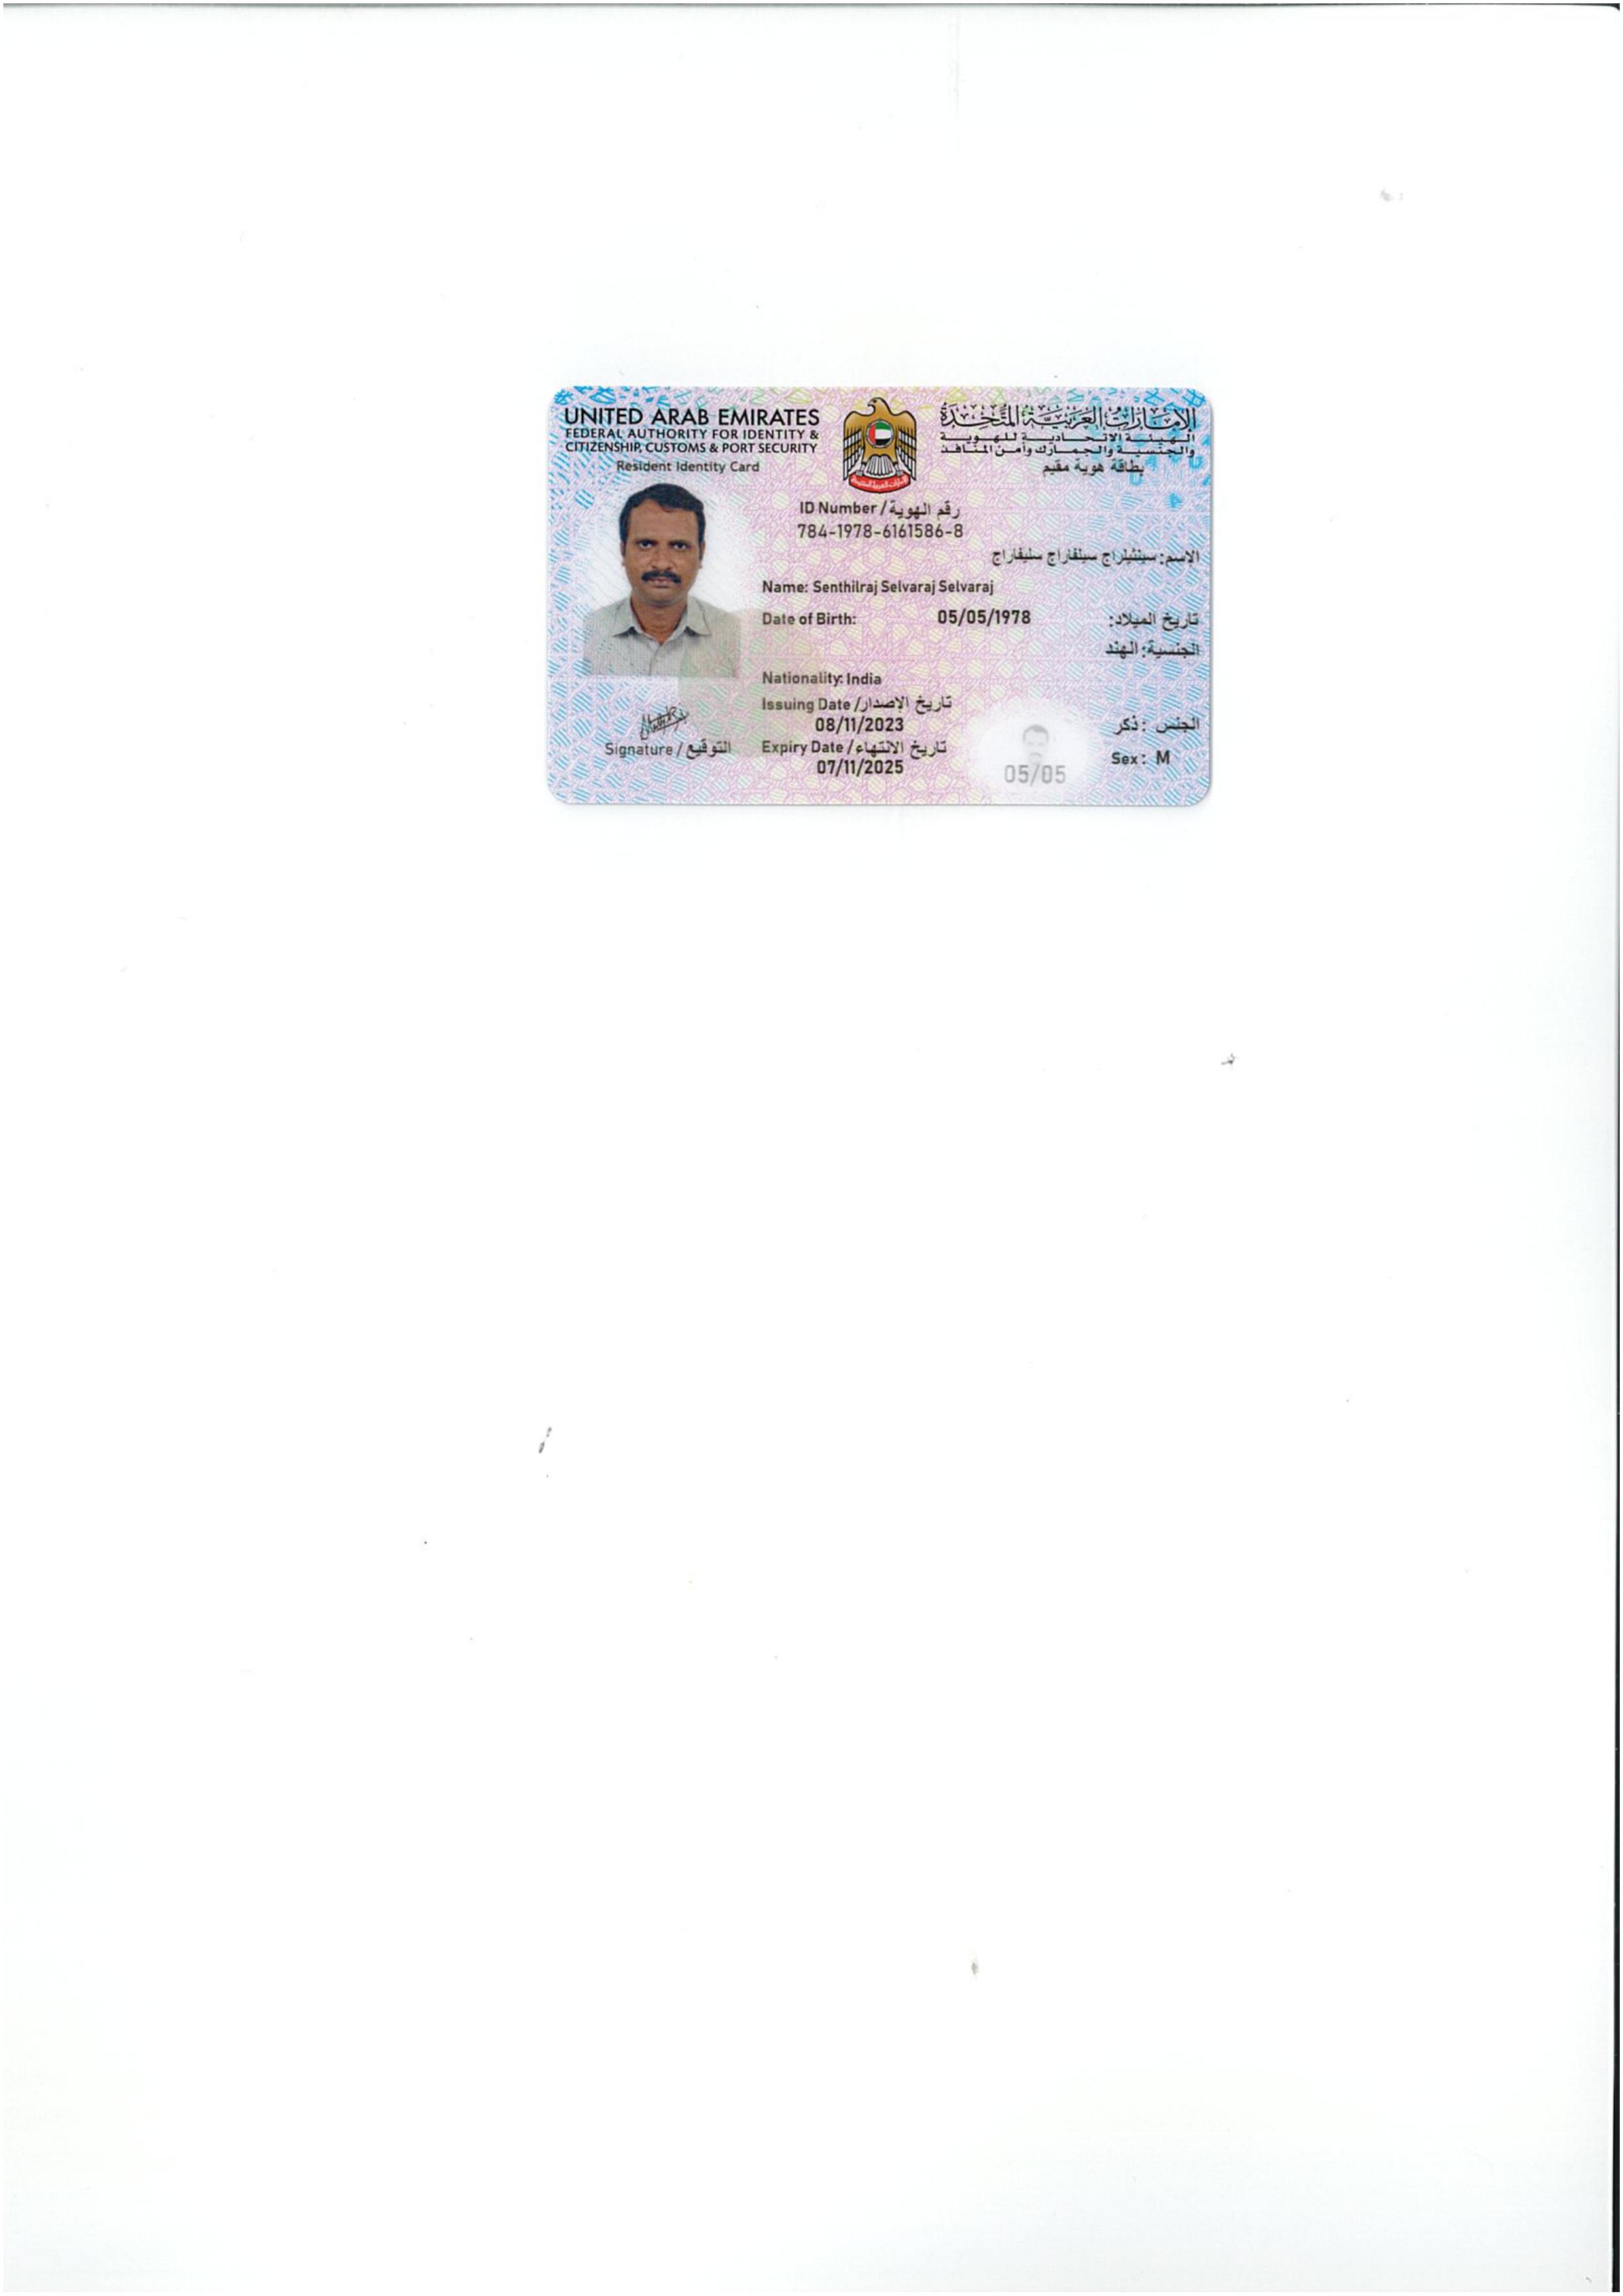 UNITED ARAB EMIRATES
FEDERAL AUTHORITY FOR IDENTITY &
CITIZENSHIP, CUSTOMS & PORT SECURITY
Resident Identity Card
الإمارات العربية المتحدة
الهيئة الاتحادية للهوية
والجنسية والجمارك وأمن المنافذ
بطاقة هوية مقيم
ID Number / رقم الهوية
784-1978-6161586-8
الإسم: سينثيلراج سيلفاراج سليفاراج
Name: Senthilraj Selvaraj Selvaraj
Date of Birth: 05/05/1978 تاريخ الميلاد:
الجنسية: الهند
Nationality: India
Issuing Date / تاريخ الإصدار
08/11/2023
الجنس : ذكر
Signature / التوقيع
Expiry Date / تاريخ الانتهاء
07/11/2025
Sex: M
05/05